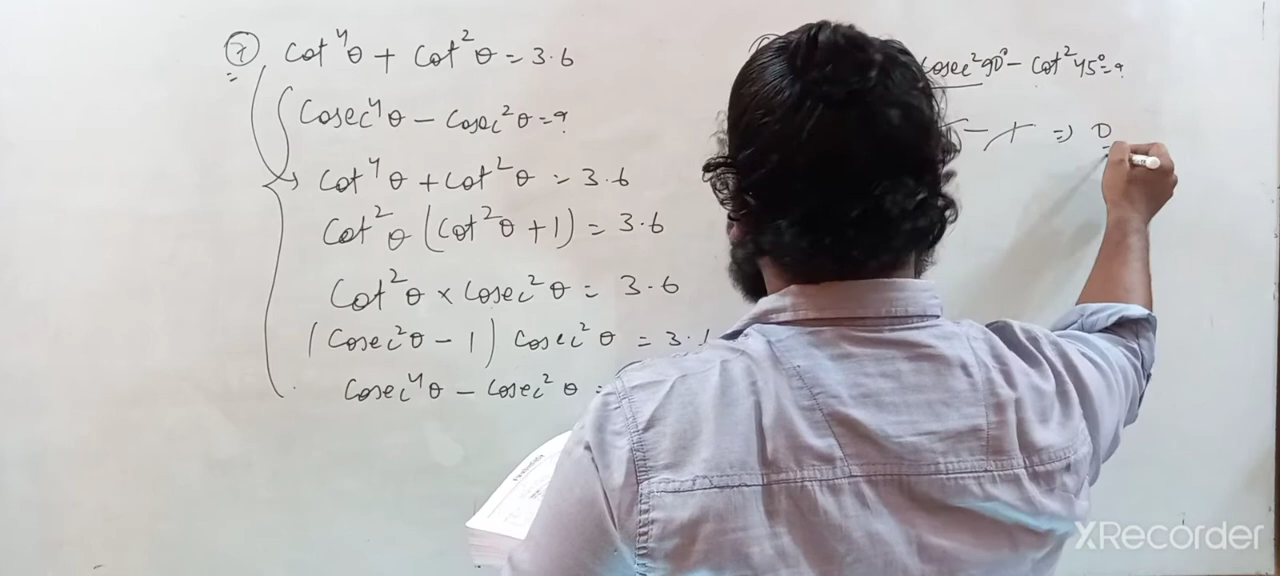 7 Cot⁴θ + Cot²θ = 3.6
Cosec⁴θ – Cosec²θ = ?
Cot⁴θ + Cot²θ = 3.6
Cot²θ (Cot²θ + 1) = 3.6
Cot²θ × Cosec²θ = 3.6
(Cosec²θ – 1) Cosec²θ = 3.
Cosec⁴θ – Cosec²θ =
Cosec²90° – Cot²45° = ?
– 1 ⇒ 0
XRecorder